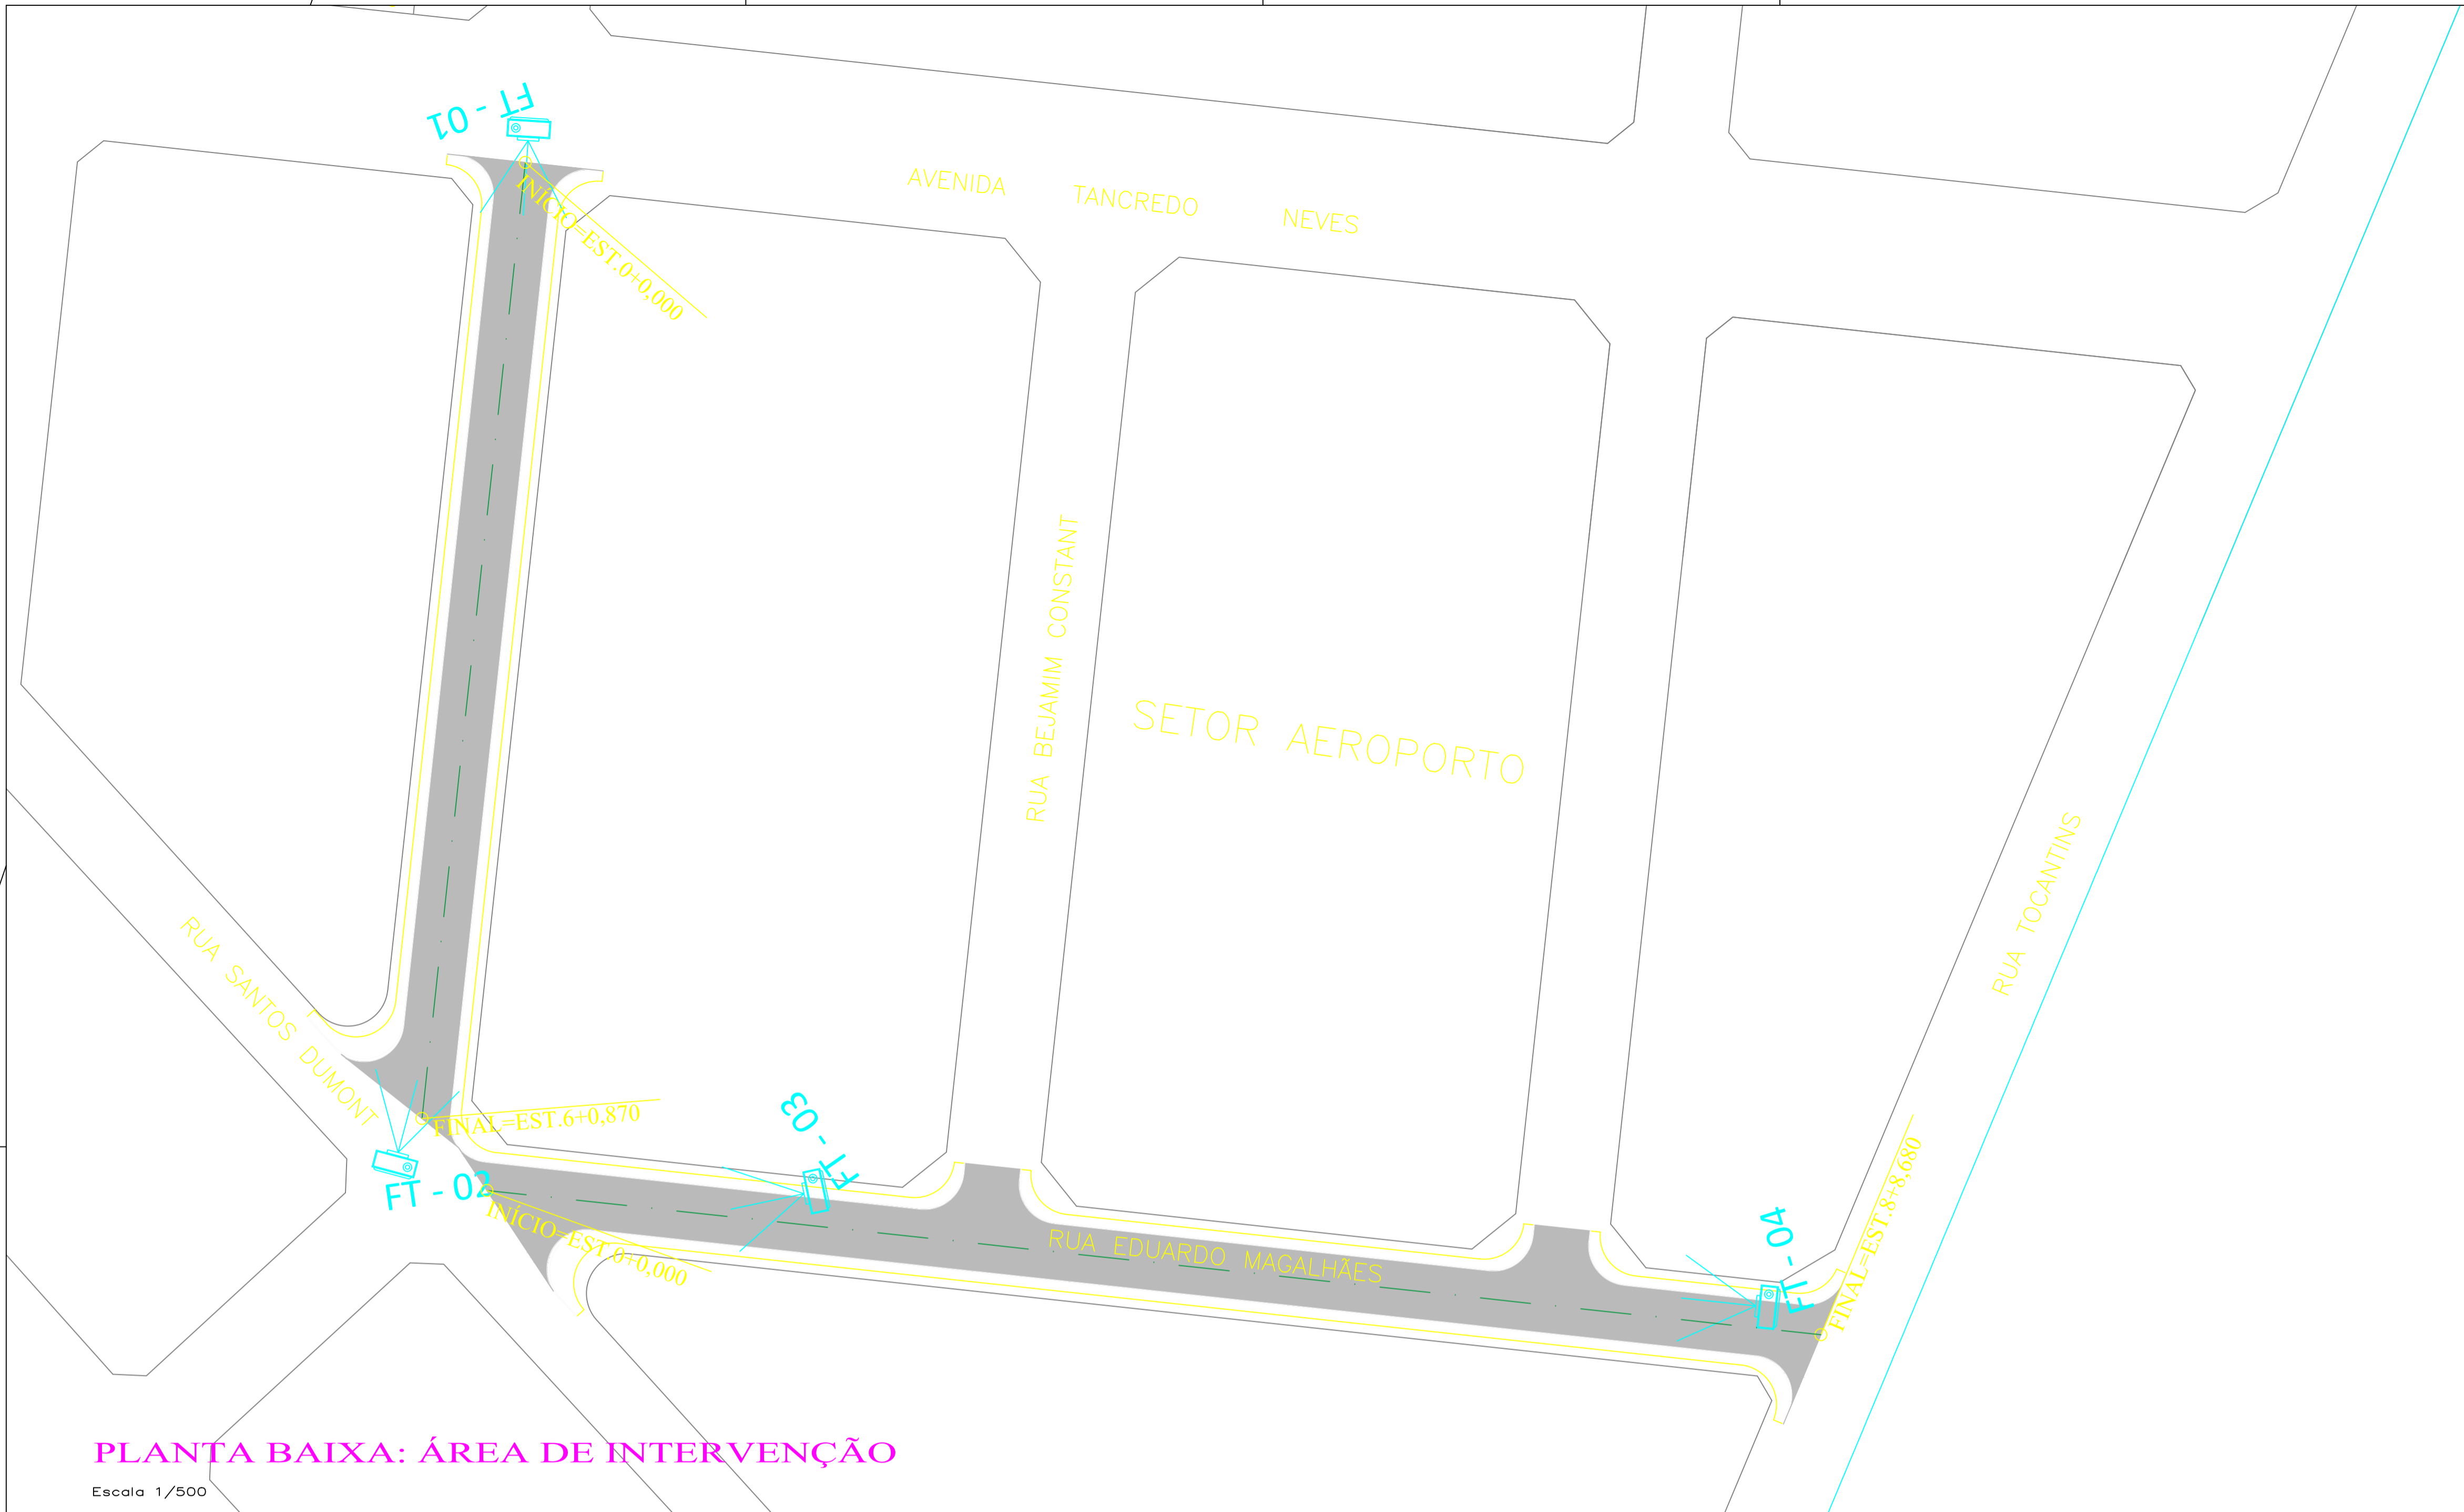 FT-01
INÍCIO=EST.0+0,000
AVENIDA TANCREDO NEVES
RUA BEJAMIM CONSTANT
SETOR AEROPORTO
RUA TOCANTINS
RUA SANTOS DUMONT
FINAL=EST.6+0,870
FT-02
INÍCIO=EST.0+0,000
FT-03
RUA EDUARDO MAGALHÃES
FT-04
FINAL=EST.8+8,680
PLANTA BAIXA: ÁREA DE INTERVENÇÃO
Escala 1/500